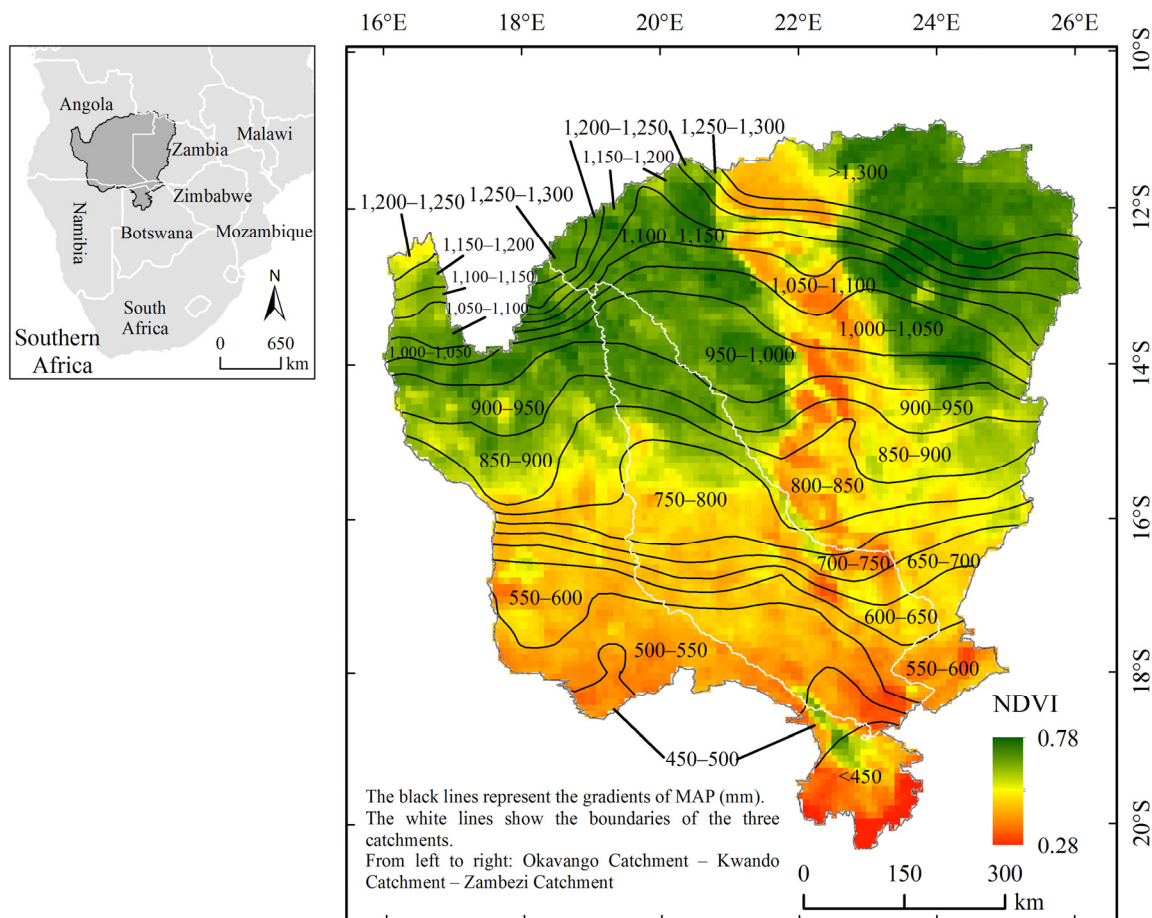 16°E 18°E 20°E 22°E 24°E 26°E
10°S
12°S
14°S
16°S
18°S
20°S
Angola
Malawi
Zambia
Zimbabwe
Namibia
Botswana
Mozambique
South
Africa
Southern
Africa
N
0 650
km
1,200–1,250
1,250–1,300
1,150–1,200
>1,300
1,250–1,300
1,200–1,250
1,150–1,200
1,100–1,150
1,100–1,150
1,050–1,100
1,050–1,100
1,000–1,050
1,000–1,050
950–1,000
900–950
900–950
850–900
850–900
800–850
750–800
700–750
650–700
550–600
600–650
500–550
550–600
450–500
<450
NDVI
0.78
0.28
The black lines represent the gradients of MAP (mm).
The white lines show the boundaries of the three
catchments.
From left to right: Okavango Catchment – Kwando
Catchment – Zambezi Catchment
0 150 300
km